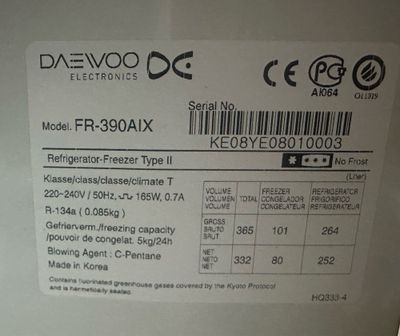 DAEWOO
ELECTRONICS
CE
РС
АЯ64
Serial No.
Model. FR-390AIX
KE08YE08010003
Refrigerator-Freezer Type II
No Frost
Klasse/class/classe/climate T
(Liter)
220~240V / 50Hz, 165W, 0.7A
R-134a ( 0.085kg )
Gefrierverm./freezing capacity
/pouvoir de congelat. 5kg/24h
Blowing Agent : C-Pentane
Made in Korea
VOLUME VOLUMEN VOLUME
TOTAL
FREEZER CONGELADOR CONGELATEUR
REFRIGERATOR FRIGORIFICO REFRIGERATEUR
GROSS BRUTO BRUT
365 101 264
NET NETO NET
332 80 252
Contains fluorinated greenhouse gases covered by the Kyoto Protocol
and is hermetically sealed.
HQ333-4